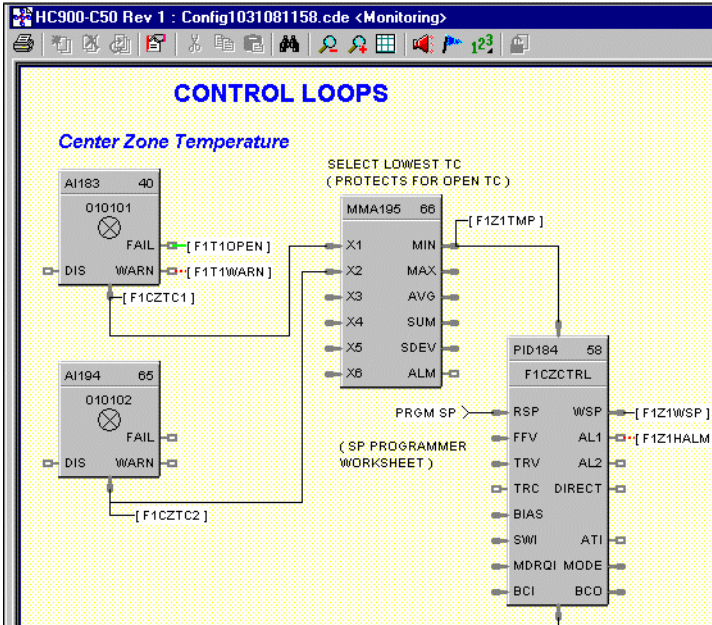 HC900-C50 Rev 1 : Config1031081158.cde <Monitoring>
123
CONTROL LOOPS
Center Zone Temperature
SELECT LOWEST TC
( PROTECTS FOR OPEN TC )
AI183 40
010101
FAIL
[ F1T1OPEN ]
DIS WARN
[ F1T1WARN ]
[ F1CZTC1 ]
MMA195 66
[ F1Z1TMP ]
X1 MIN
X2 MAX
X3 AVG
X4 SUM
X5 SDEV
X6 ALM
AI194 65
010102
FAIL
DIS WARN
[ F1CZTC2 ]
PRGM SP
( SP PROGRAMMER
WORKSHEET )
PID184 58
F1CZCTRL
RSP WSP
[ F1Z1WSP ]
FFV AL1
[ F1Z1HALM
TRV AL2
TRC DIRECT
BIAS
SWI ATI
MDRQI MODE
BCI BCO